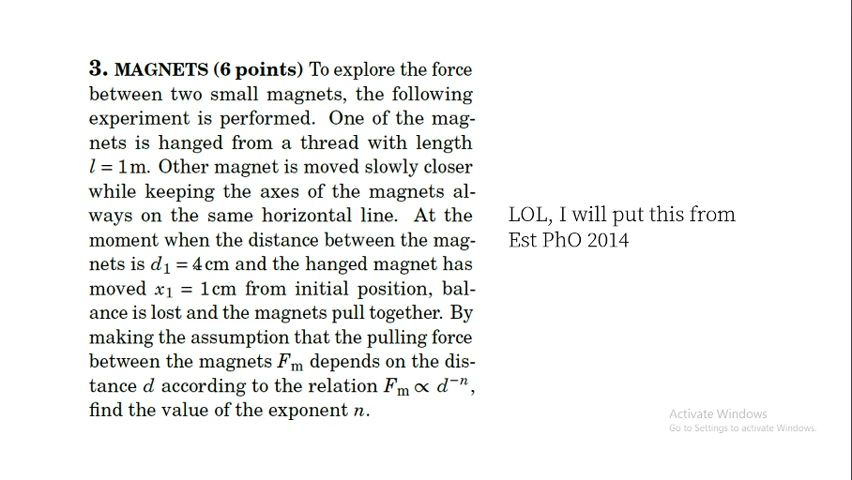 3. MAGNETS (6 points) To explore the force
between two small magnets, the following
experiment is performed. One of the mag-
nets is hanged from a thread with length
l = 1 m. Other magnet is moved slowly closer
while keeping the axes of the magnets al-
ways on the same horizontal line. At the
moment when the distance between the mag-
nets is d₁ = 4 cm and the hanged magnet has
moved x₁ = 1 cm from initial position, bal-
ance is lost and the magnets pull together. By
making the assumption that the pulling force
between the magnets Fₘ depends on the dis-
tance d according to the relation Fₘ ∝ d⁻ⁿ,
find the value of the exponent n.
LOL, I will put this from
Est PhO 2014
Activate Windows
Go to Settings to activate Windows.